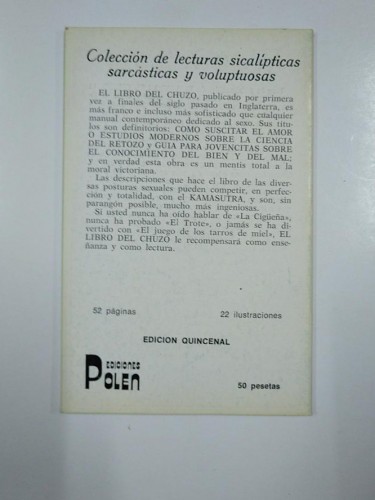 Colección de lecturas sicalípticas
sarcásticas y voluptuosas
EL LIBRO DEL CHUZO, publicado por primera
vez a finales del siglo pasado en Inglaterra, es
más franco e incluso más sofisticado que cualquier
manual contemporáneo dedicado al sexo. Sus títu-
los son definitorios: COMO SUSCITAR EL AMOR
O ESTUDIOS MODERNOS SOBRE LA CIENCIA
DEL RETOZO y GUIA PARA JOVENCITAS SOBRE
EL CONOCIMIENTO DEL BIEN Y DEL MAL;
y en verdad esta obra es un mentis total a la
moral victoriana.
Las descripciones que hace el libro de las diver-
sas posturas sexuales pueden competir, en perfec-
ción y totalidad, con el KAMASUTRA, y son, sin
parangón posible, mucho más ingeniosas.
Si usted nunca ha oído hablar de «La Cigüeña»,
nunca ha probado «El Trote», o jamás se ha di-
vertido con «El juego de los tarros de miel», EL
LIBRO DEL CHUZO le recompensará como ense-
ñanza y como lectura.
52 páginas
22 ilustraciones
EDICION QUINCENAL
EDICIONES
POLEN
50 pesetas